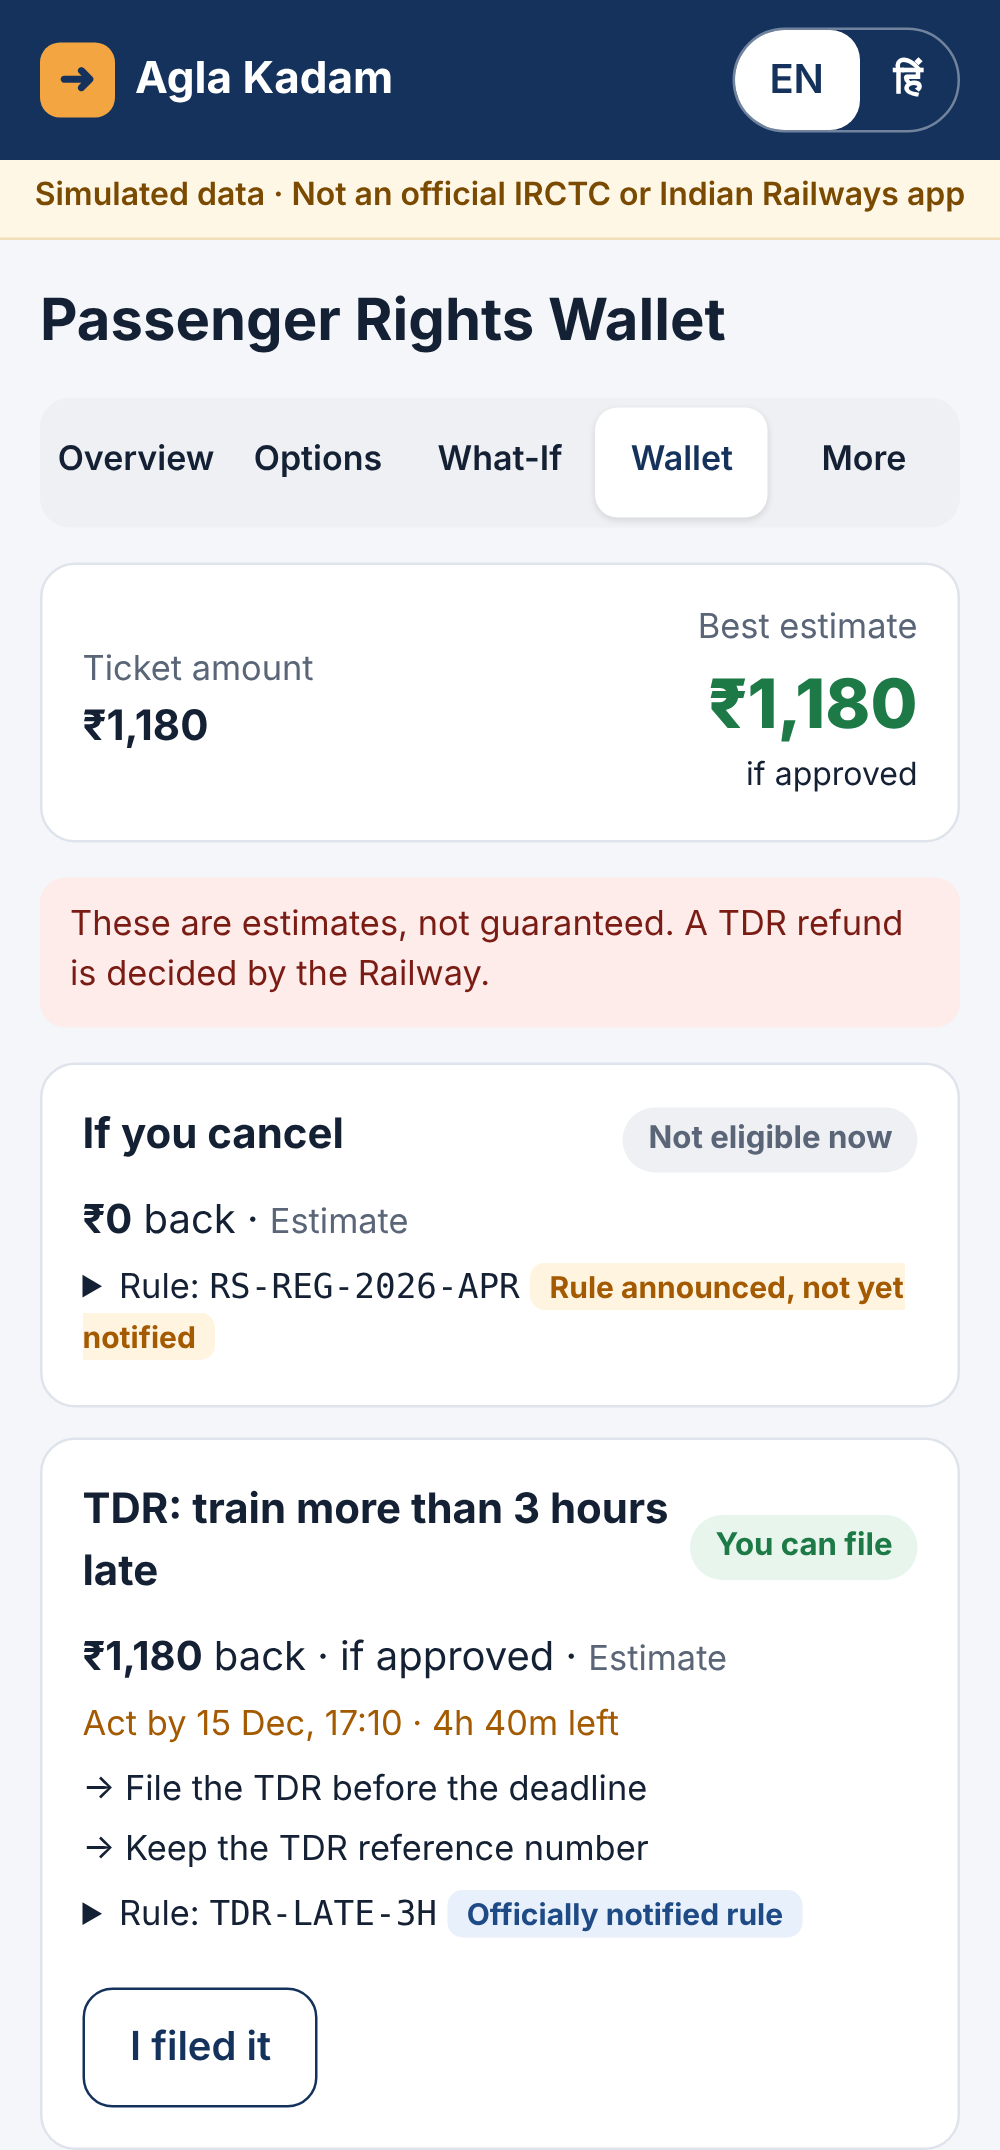 Agla Kadam
EN हिं
Simulated data · Not an official IRCTC or Indian Railways app
Passenger Rights Wallet
Overview Options What-If Wallet More
Ticket amount
₹1,180
Best estimate
₹1,180
if approved
These are estimates, not guaranteed. A TDR refund
is decided by the Railway.
If you cancel
Not eligible now
₹0 back · Estimate
▶ Rule: RS-REG-2026-APR Rule announced, not yet
notified
TDR: train more than 3 hours
late
You can file
₹1,180 back · if approved · Estimate
Act by 15 Dec, 17:10 · 4h 40m left
→ File the TDR before the deadline
→ Keep the TDR reference number
▶ Rule: TDR-LATE-3H Officially notified rule
I filed it